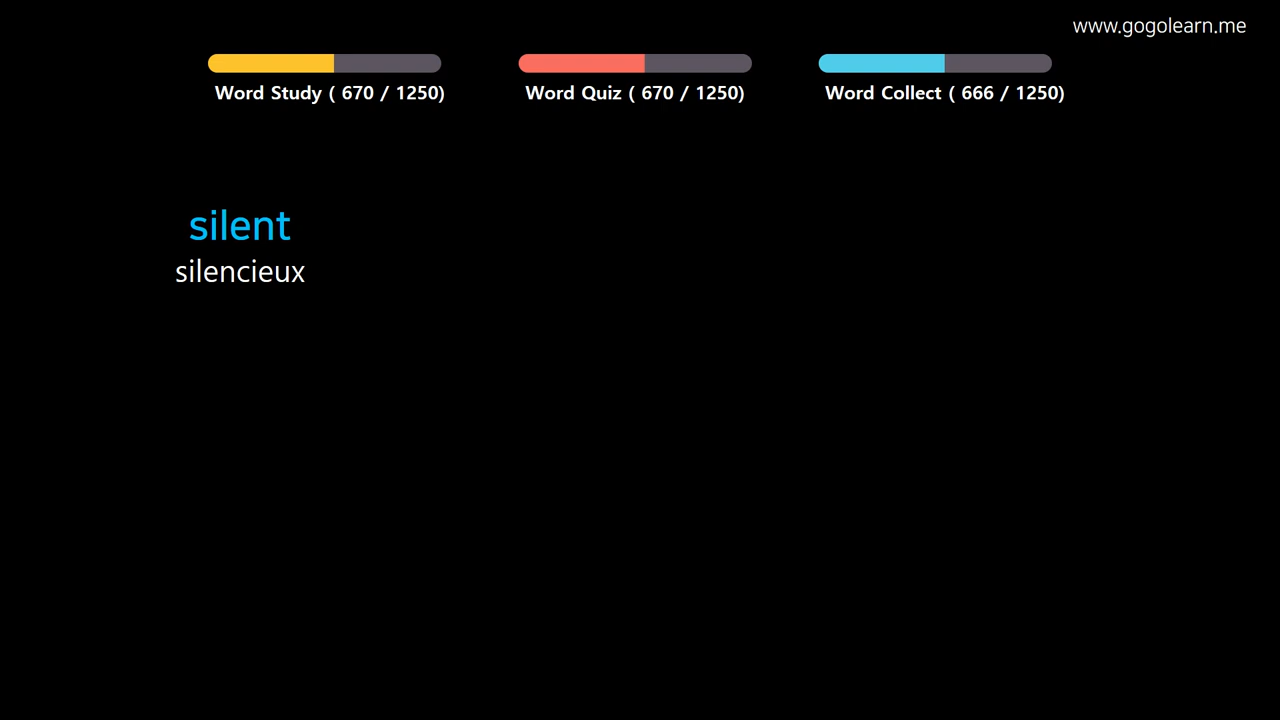 www.gogolearn.me
Word Study ( 670 / 1250)
Word Quiz ( 670 / 1250)
Word Collect ( 666 / 1250)
silent
silencieux